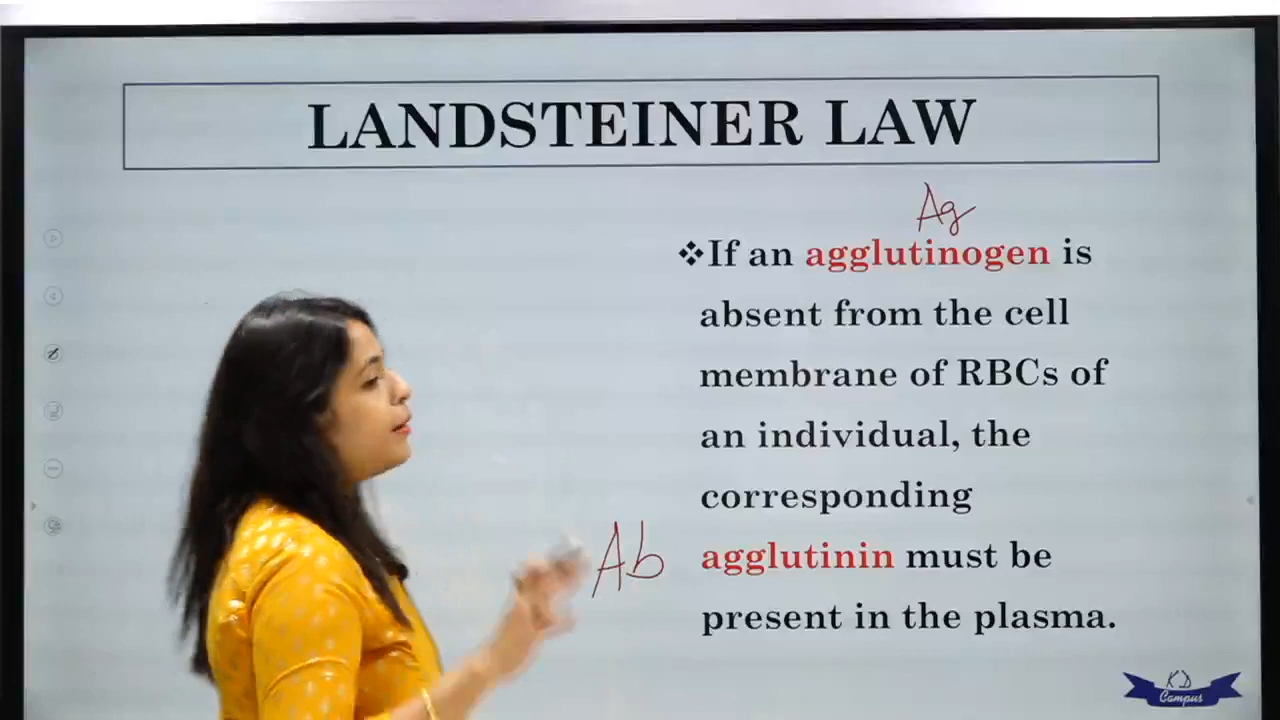 LANDSTEINER LAW
Ag
❖If an agglutinogen is
absent from the cell
membrane of RBCs of
an individual, the
corresponding
Ab agglutinin must be
present in the plasma.
KD
Campus